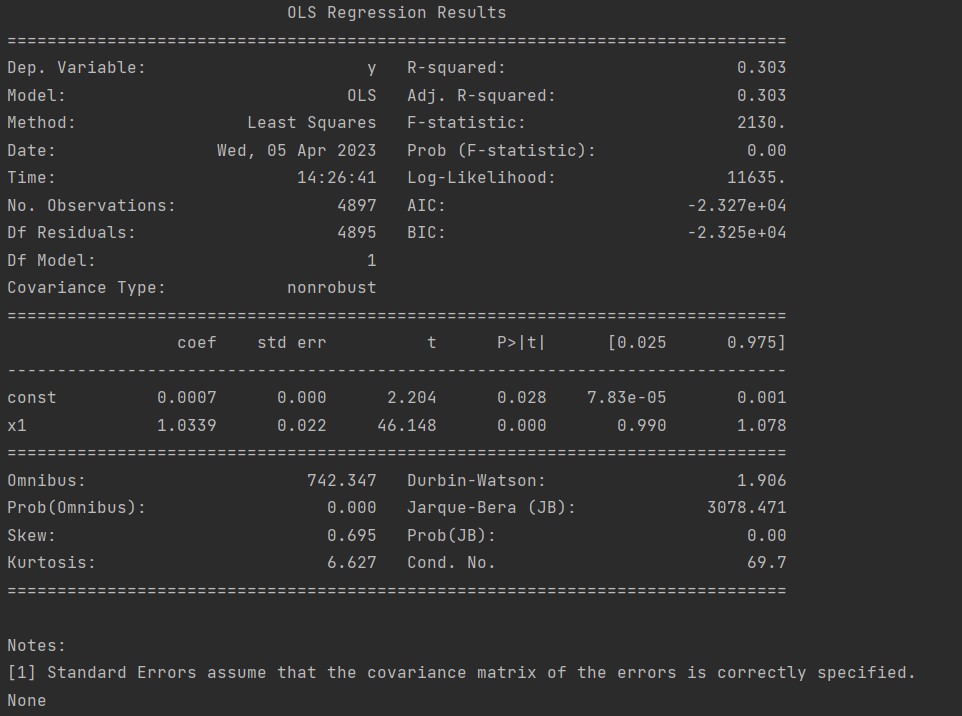 OLS Regression Results
==============================================================================
Dep. Variable:                      y   R-squared:                       0.303
Model:                            OLS   Adj. R-squared:                  0.303
Method:                 Least Squares   F-statistic:                     2130.
Date:                Wed, 05 Apr 2023   Prob (F-statistic):               0.00
Time:                        14:26:41   Log-Likelihood:                 11635.
No. Observations:                4897   AIC:                        -2.327e+04
Df Residuals:                    4895   BIC:                        -2.325e+04
Df Model:                           1
Covariance Type:            nonrobust
==============================================================================
                 coef    std err          t      P>|t|      [0.025      0.975]
------------------------------------------------------------------------------
const          0.0007      0.000      2.204      0.028    7.83e-05       0.001
x1             1.0339      0.022     46.148      0.000       0.990       1.078
==============================================================================
Omnibus:                      742.347   Durbin-Watson:                   1.906
Prob(Omnibus):                  0.000   Jarque-Bera (JB):             3078.471
Skew:                           0.695   Prob(JB):                         0.00
Kurtosis:                       6.627   Cond. No.                         69.7
==============================================================================
Notes:
[1] Standard Errors assume that the covariance matrix of the errors is correctly specified.
None